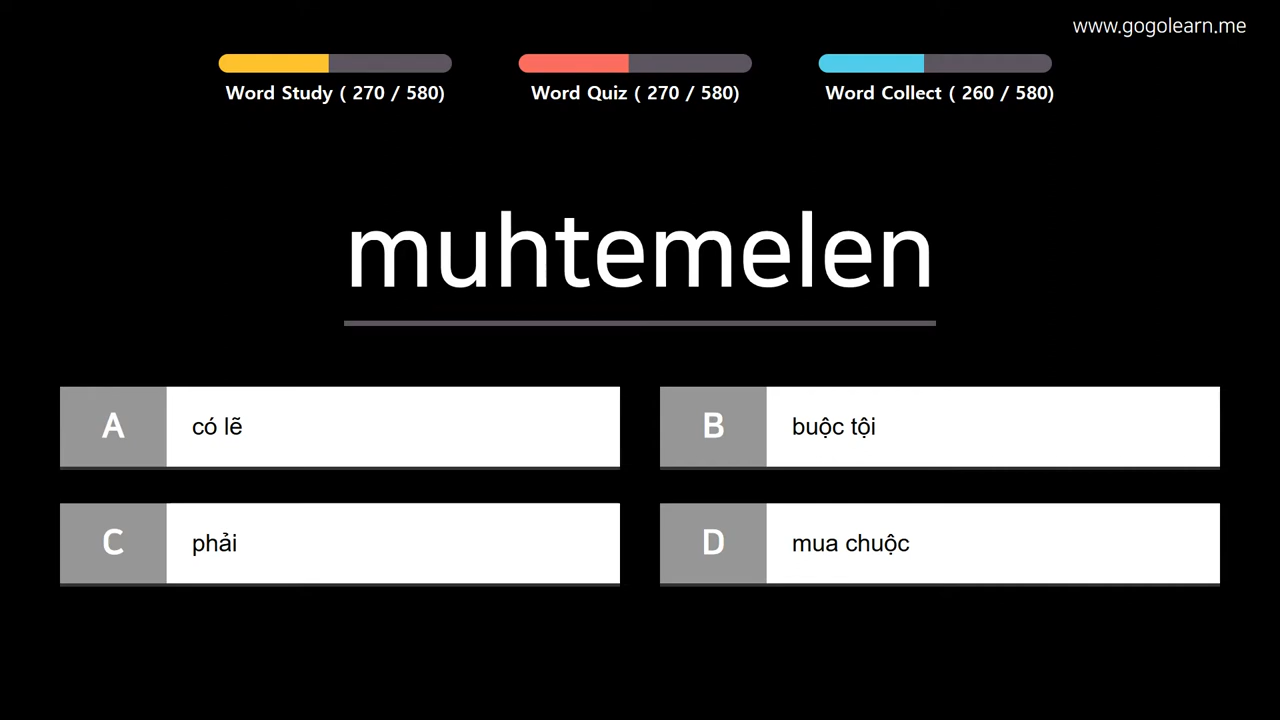 www.gogolearn.me
Word Study ( 270 / 580)
Word Quiz ( 270 / 580)
Word Collect ( 260 / 580)
muhtemelen
A
có lẽ
B
buộc tội
C
phải
D
mua chuộc